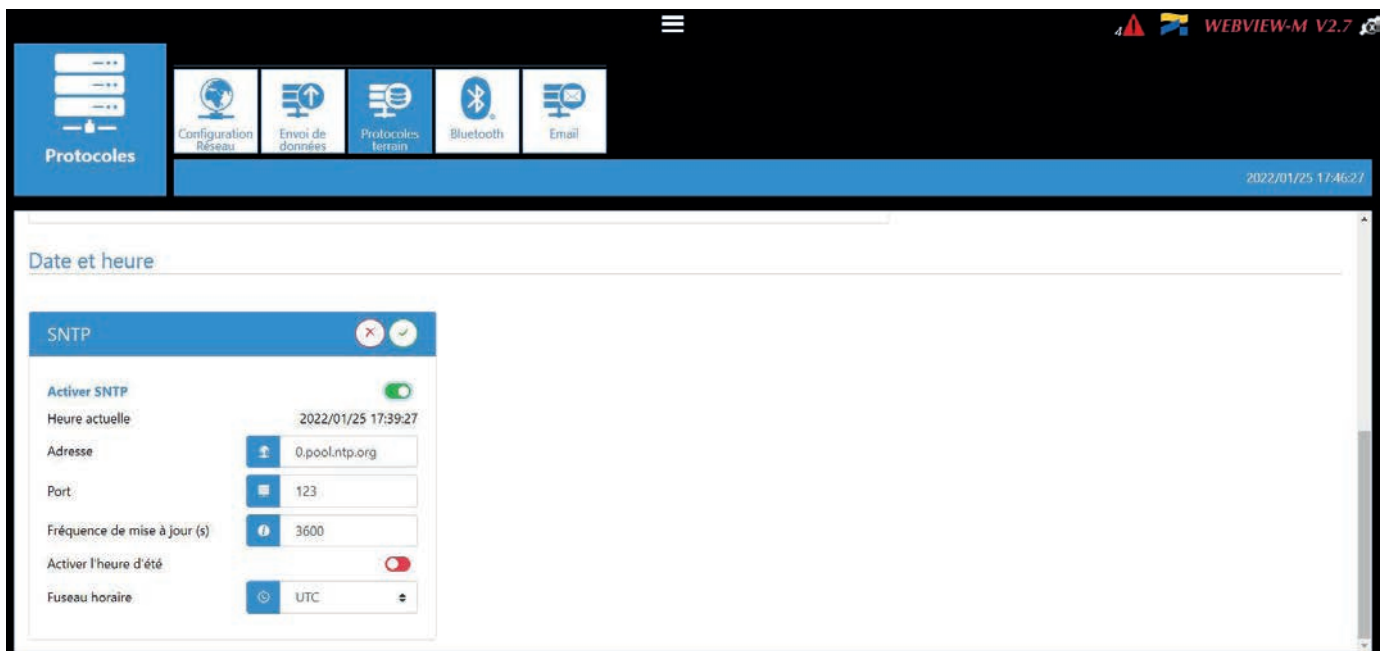 4
WEBVIEW-M V2.7
Protocoles
Configuration
Réseau
Envoi de
données
Protocoles
terrain
Bluetooth
Email
2022/01/25 17:46:27
Date et heure
SNTP
Activer SNTP
Heure actuelle 2022/01/25 17:39:27
Adresse 0.pool.ntp.org
Port 123
Fréquence de mise à jour (s) 3600
Activer l'heure d'été
Fuseau horaire UTC